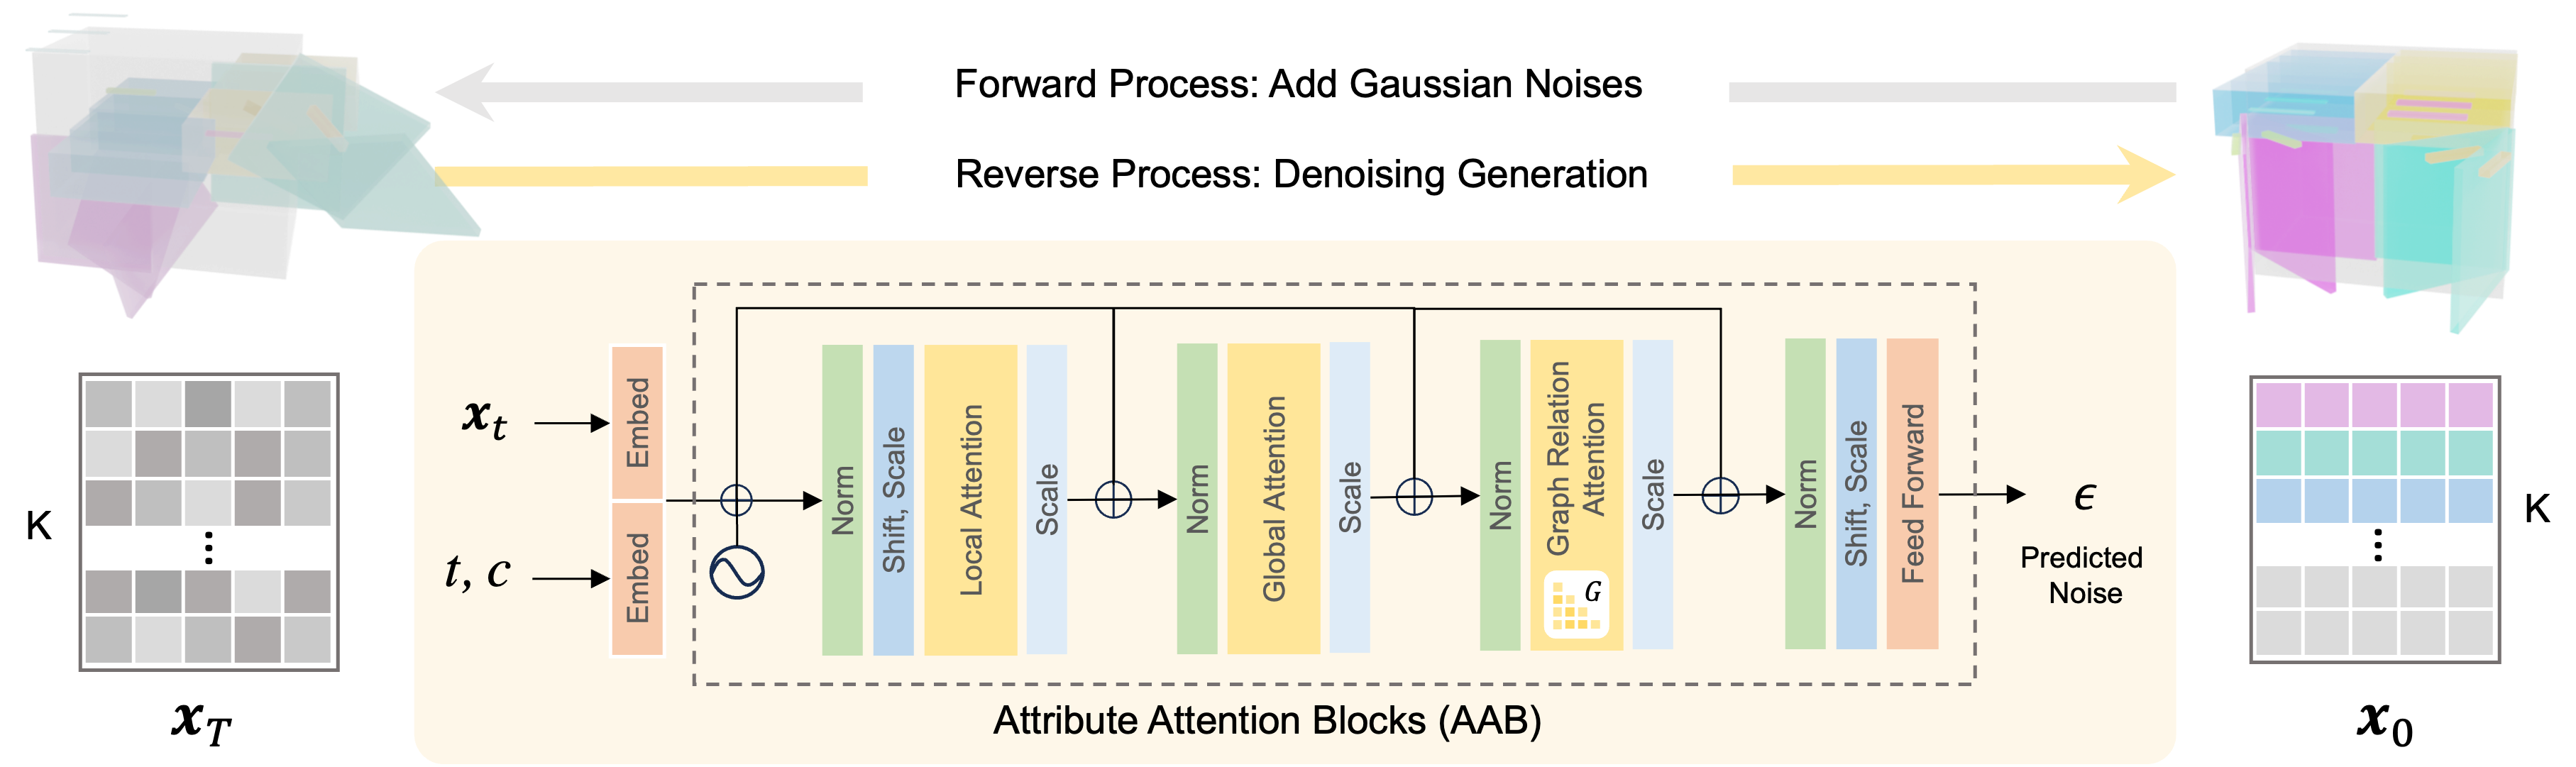 Forward Process: Add Gaussian Noises
Reverse Process: Denoising Generation
K
⋮
x_T
x_t
t, c
Embed
Embed
Norm
Shift, Scale
Local Attention
Scale
Norm
Global Attention
Scale
Norm
Graph Relation
Attention
G
Scale
Norm
Shift, Scale
Feed Forward
ϵ
Predicted
Noise
Attribute Attention Blocks (AAB)
⋮
K
x_0